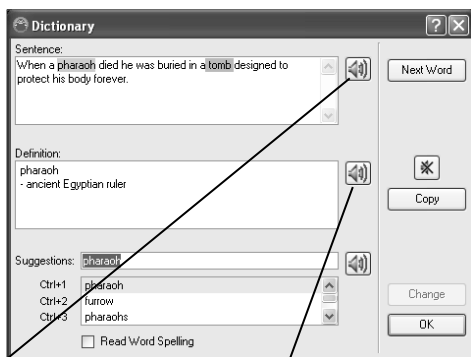 Dictionary
Sentence:
When a pharaoh died he was buried in a tomb designed to
protect his body forever.
Next Word
Definition:
pharaoh
- ancient Egyptian ruler
Copy
Suggestions: pharaoh
Ctrl+1 pharaoh
Ctrl+2 furrow
Ctrl+3 pharaohs
Change
Read Word Spelling
OK